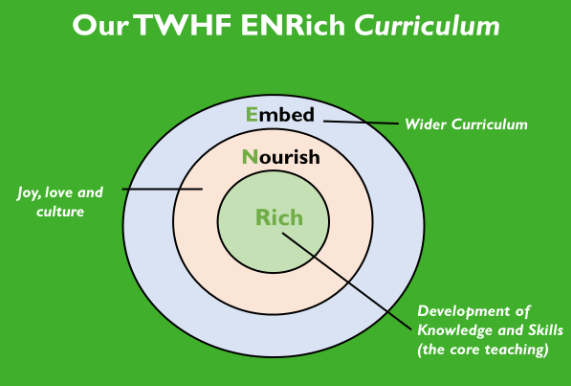 Our TWHF ENRich Curriculum
Embed
Wider Curriculum
Nourish
Joy, love and
culture
Rich
Development of
Knowledge and Skills
(the core teaching)